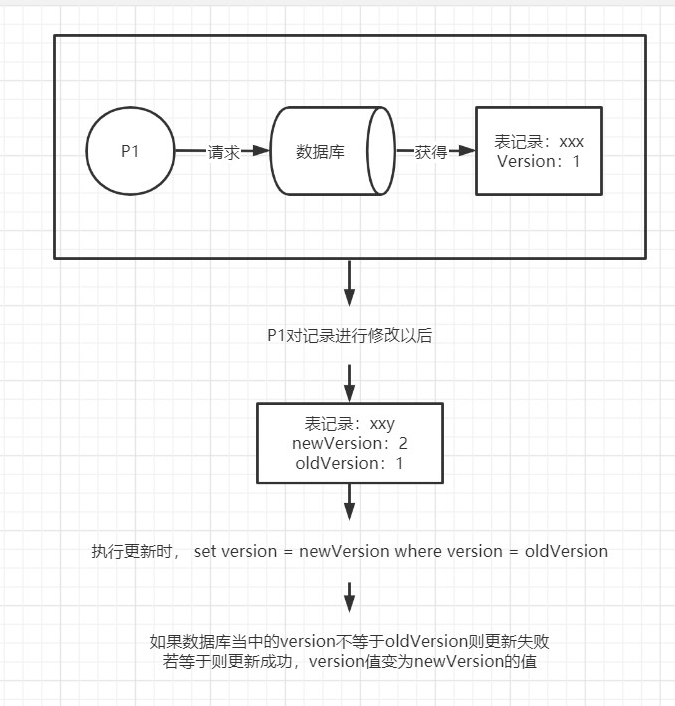 P1
请求
数据库
获得
表记录：xxx
Version：1
P1对记录进行修改以后
表记录：xxy
newVersion：2
oldVersion：1
执行更新时， set version = newVersion where version = oldVersion
如果数据库当中的version不等于oldVersion则更新失败
若等于则更新成功，version值变为newVersion的值